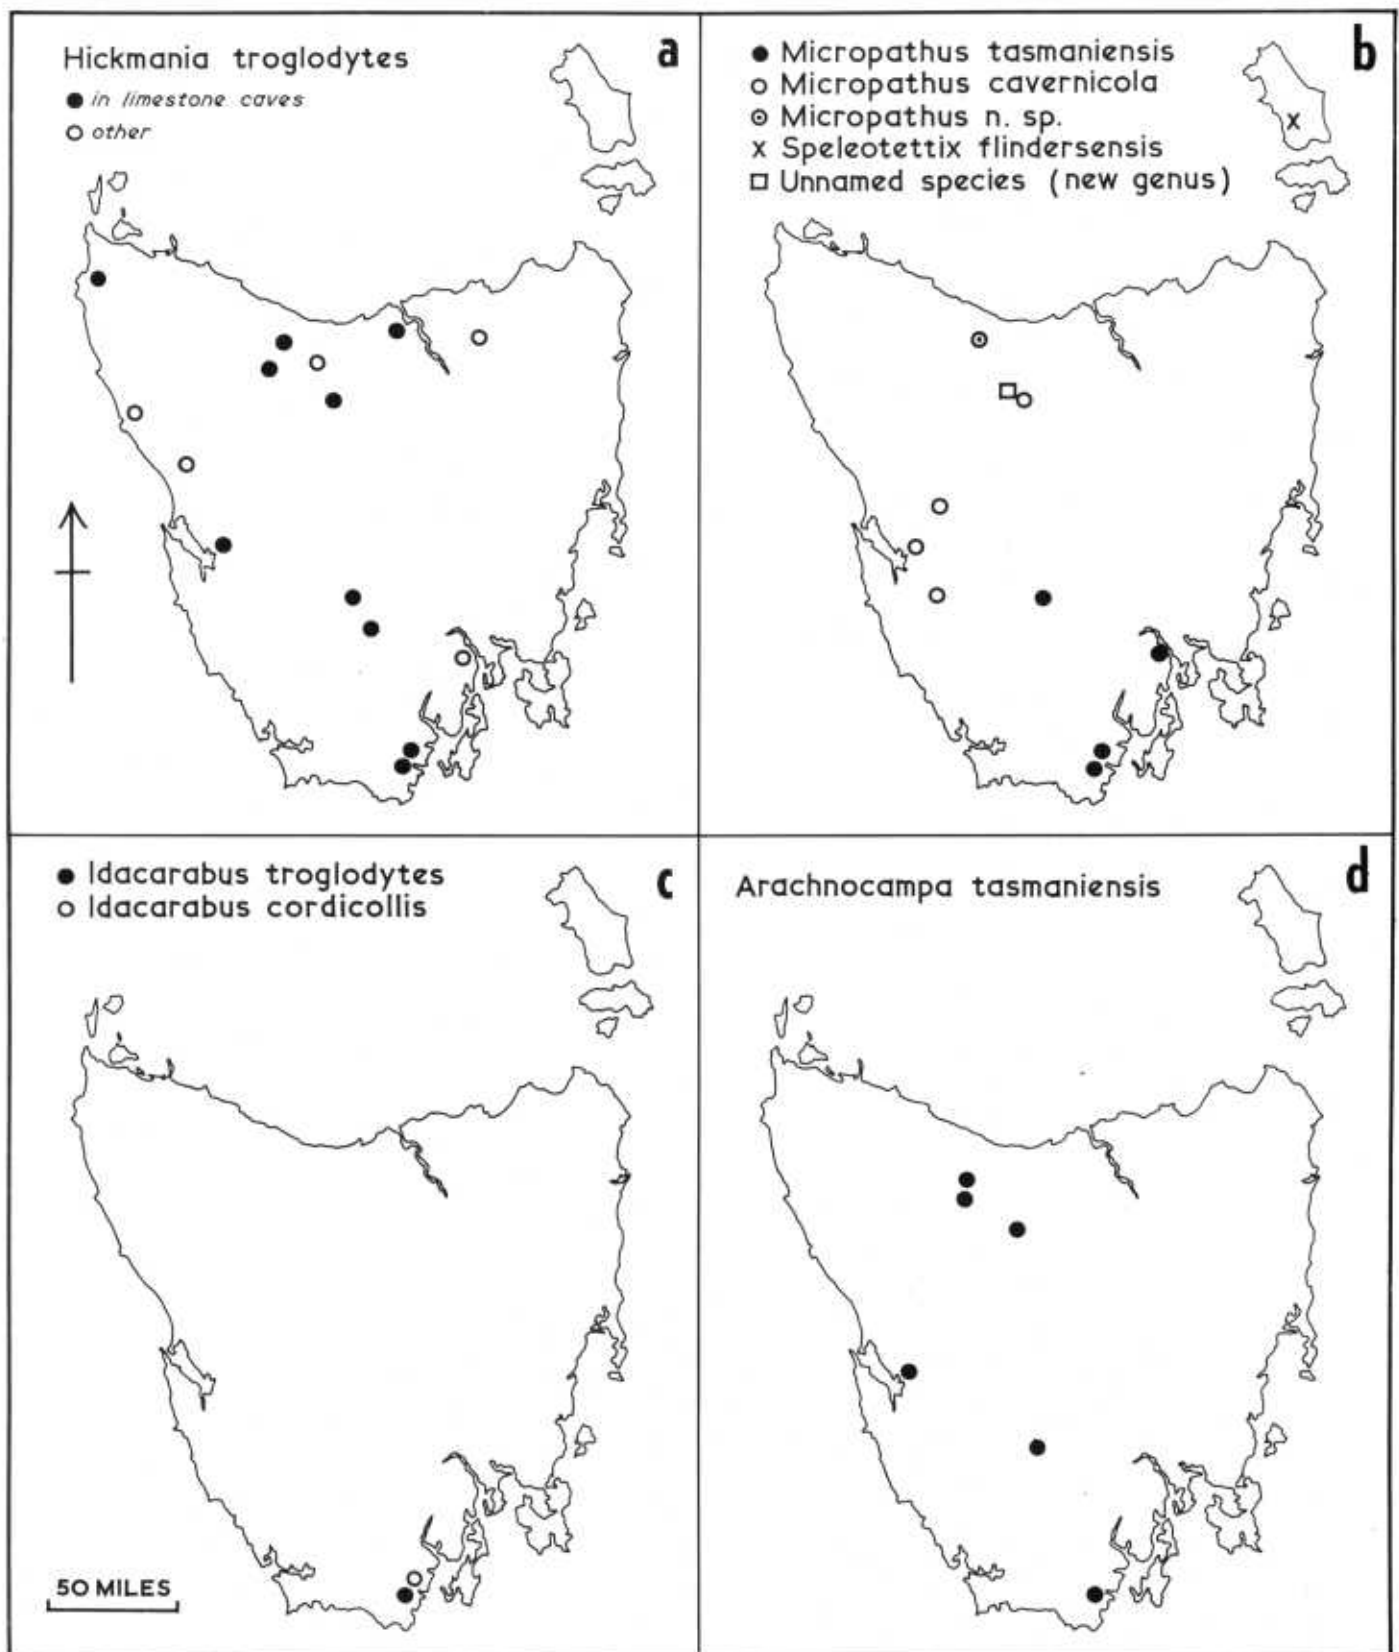 Hickmania troglodytes
in limestone caves
other
a
Micropathus tasmaniensis
Micropathus cavernicola
Micropathus n. sp.
x Speleotettix flindersensis
Unnamed species (new genus)
b
x
Idacarabus troglodytes
Idacarabus cordicollis
c
50 MILES
Arachnocampa tasmaniensis
d